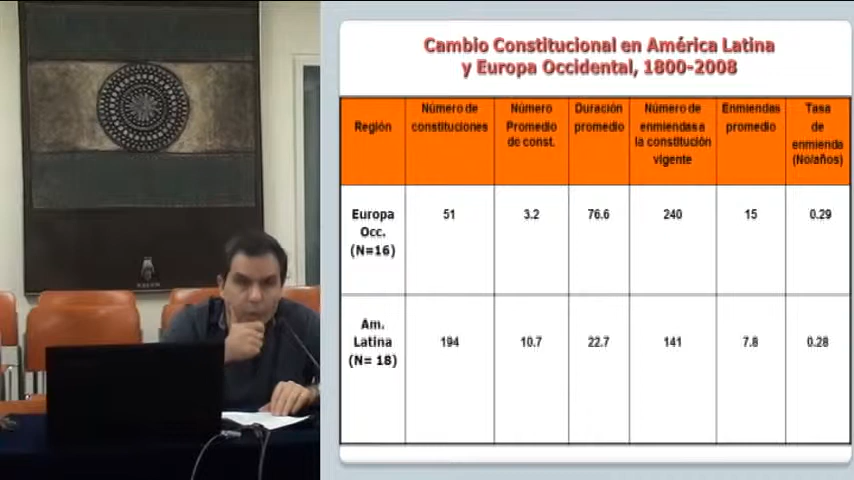 Cambio Constitucional en América Latina
y Europa Occidental, 1800-2008
Región
Número de
constituciones
Número
Promedio
de const.
Duración
promedio
Número de
enmiendas a
la constitución
vigente
Enmiendas
promedio
Tasa
de
enmienda
(No/años)
Europa
Occ.
(N=16)
51
3.2
76.6
240
15
0.29
Am.
Latina
(N= 18)
194
10.7
22.7
141
7.8
0.28